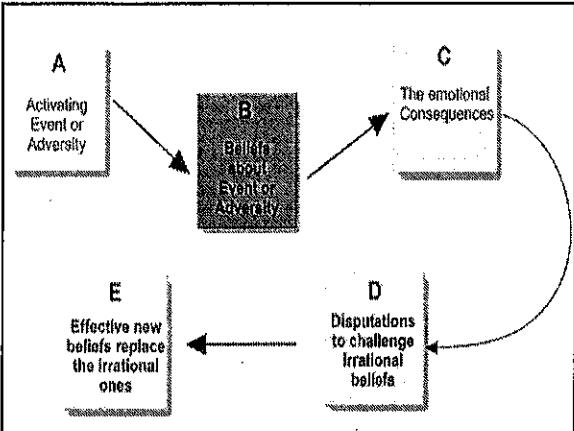 A
Activating
Event or
Adversity
B
Beliefs
about
Event or
Adversity
C
The emotional
Consequences
D
Disputations
to challenge
Irrational
beliefs
E
Effective new
beliefs replace
the irrational
ones